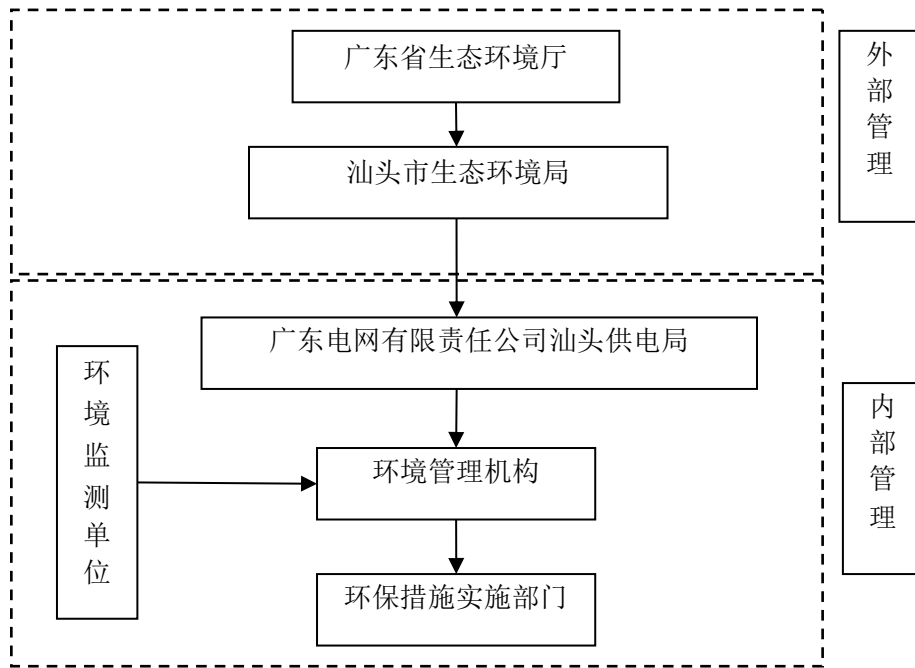 广东省生态环境厅
外部管理
汕头市生态环境局
广东电网有限责任公司汕头供电局
环境监测单位
内部管理
环境管理机构
环保措施实施部门